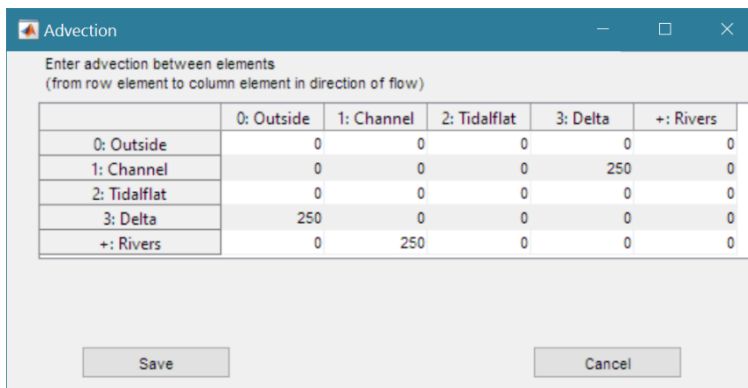 Advection
Enter advection between elements
(from row element to column element in direction of flow)
0: Outside 1: Channel 2: Tidalflat 3: Delta +: Rivers
0: Outside 0 0 0 0 0
1: Channel 0 0 0 250 0
2: Tidalflat 0 0 0 0 0
3: Delta 250 0 0 0 0
+: Rivers 0 250 0 0 0
Save Cancel